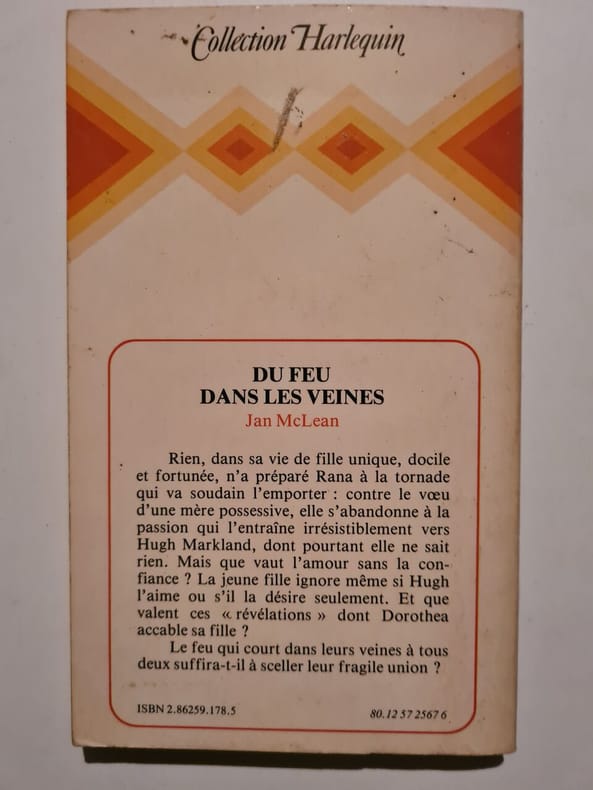 Collection Harlequin
DU FEU
DANS LES VEINES
Jan McLean
Rien, dans sa vie de fille unique, docile
et fortunée, n'a préparé Rana à la tornade
qui va soudain l'emporter : contre le vœu
d'une mère possessive, elle s'abandonne à la
passion qui l'entraîne irrésistiblement vers
Hugh Markland, dont pourtant elle ne sait
rien. Mais que vaut l'amour sans la con-
fiance ? La jeune fille ignore même si Hugh
l'aime ou s'il la désire seulement. Et que
valent ces « révélations » dont Dorothea
accable sa fille ?
Le feu qui court dans leurs veines à tous
deux suffira-t-il à sceller leur fragile union ?
ISBN 2.86259.178.5
80.12 57 2567 6